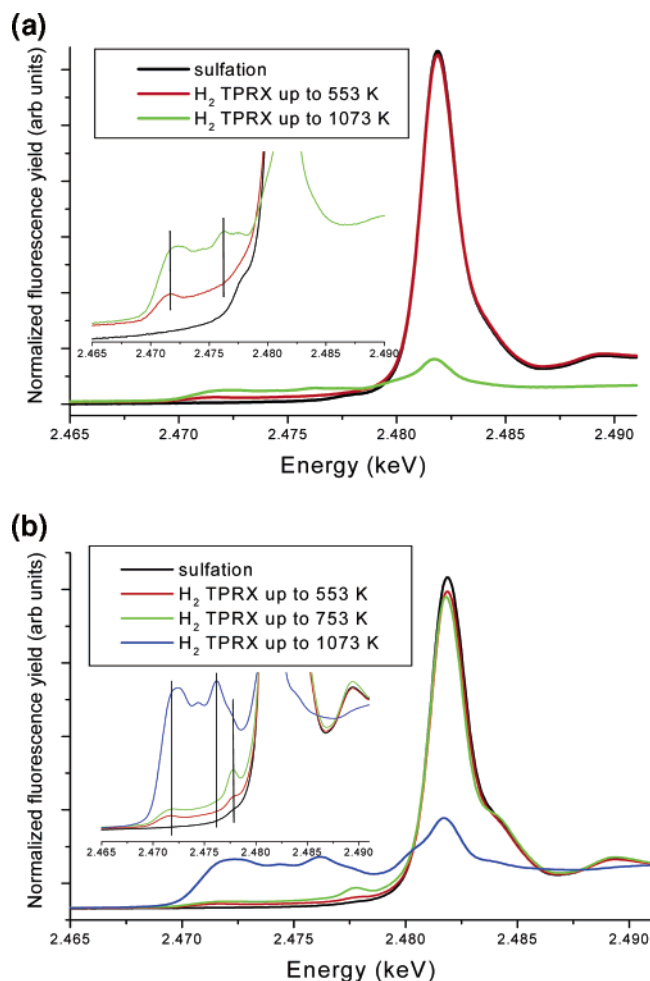 (a)
Normalized fluorescence yield (arb units)
sulfation
H₂ TPRX up to 553 K
H₂ TPRX up to 1073 K
2.465 2.470 2.475 2.480 2.485 2.490
2.465 2.470 2.475 2.480 2.485 2.490
Energy (keV)
(b)
Normalized fluorescence yield (arb units)
sulfation
H₂ TPRX up to 553 K
H₂ TPRX up to 753 K
H₂ TPRX up to 1073 K
2.465 2.470 2.475 2.480 2.485 2.490
2.465 2.470 2.475 2.480 2.485 2.490
Energy (keV)